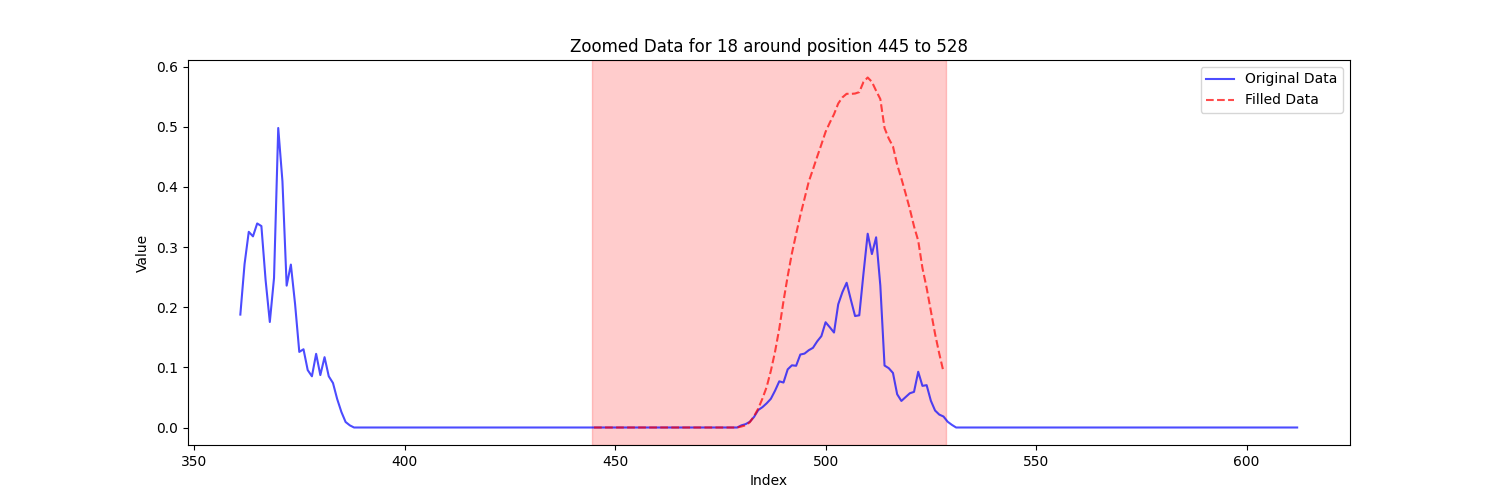 Zoomed Data for 18 around position 445 to 528
Original Data
Filled Data
0.6
0.5
0.4
0.3
0.2
0.1
0.0
Value
350
400
450
500
550
600
Index